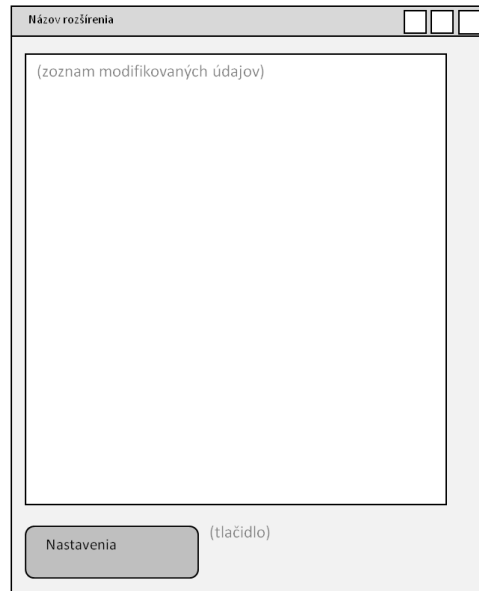 Názov rozšírenia
(zoznam modifikovaných údajov)
(tlačidlo)
Nastavenia